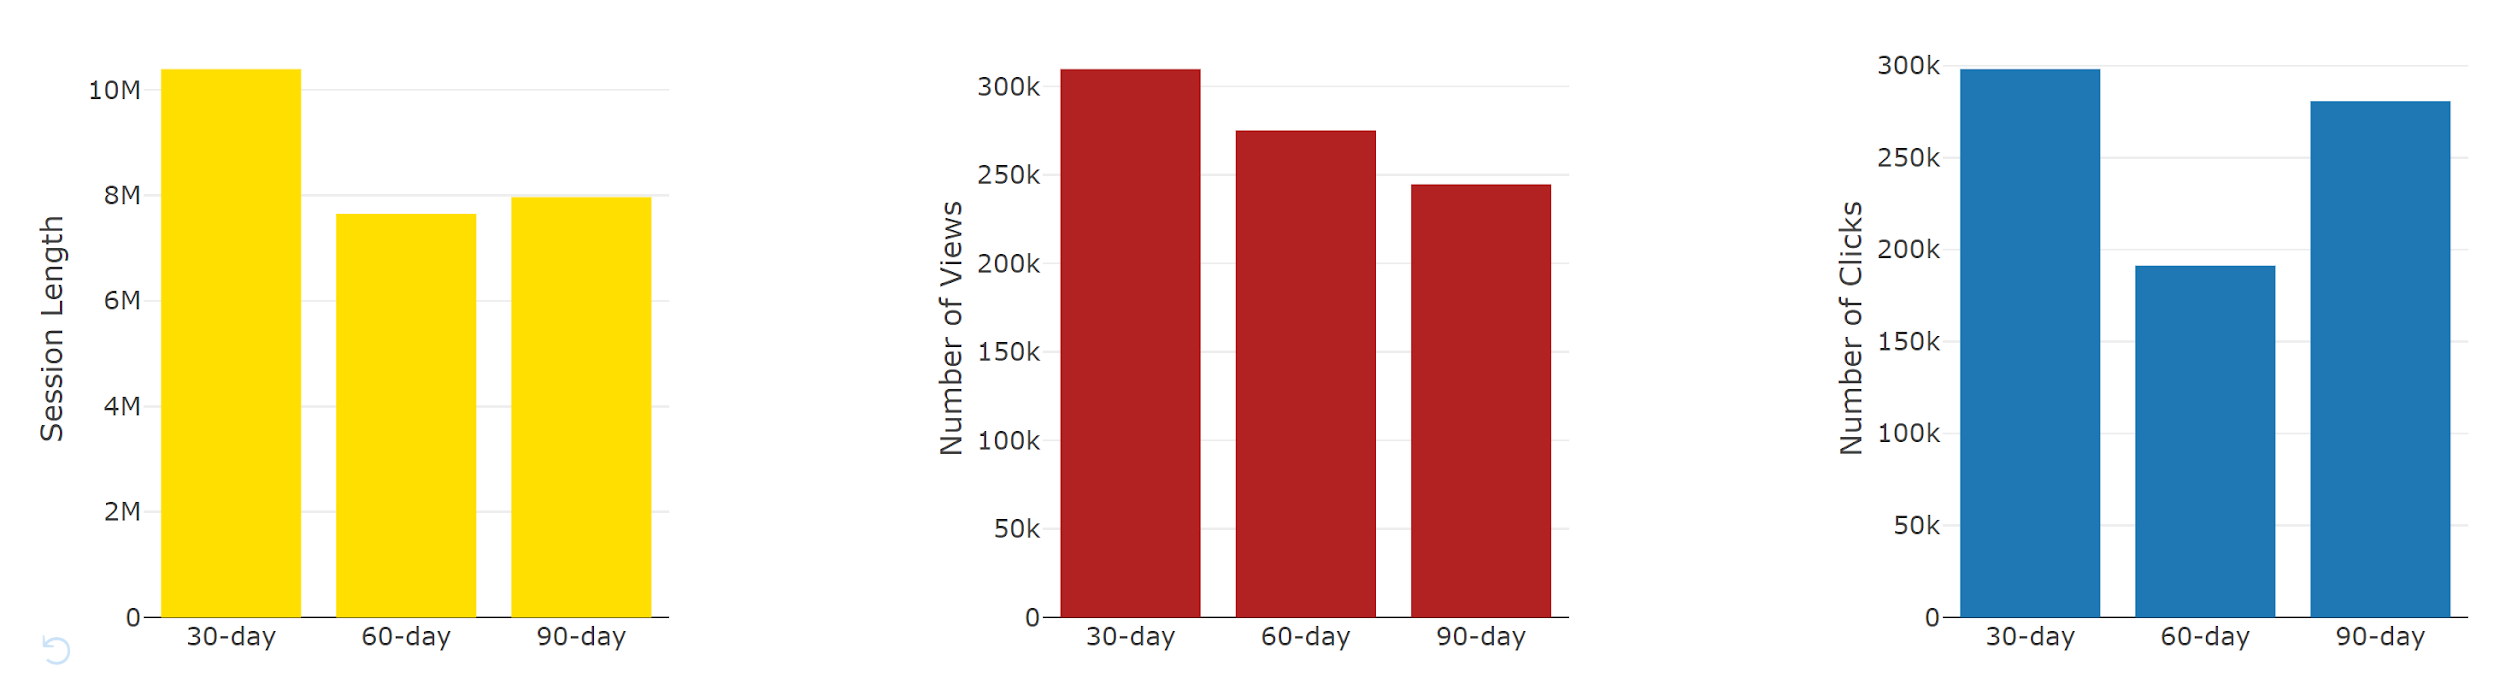 Session Length
10M
8M
6M
4M
2M
0
30-day 60-day 90-day
Number of Views
300k
250k
200k
150k
100k
50k
0
30-day 60-day 90-day
Number of Clicks
300k
250k
200k
150k
100k
50k
0
30-day 60-day 90-day